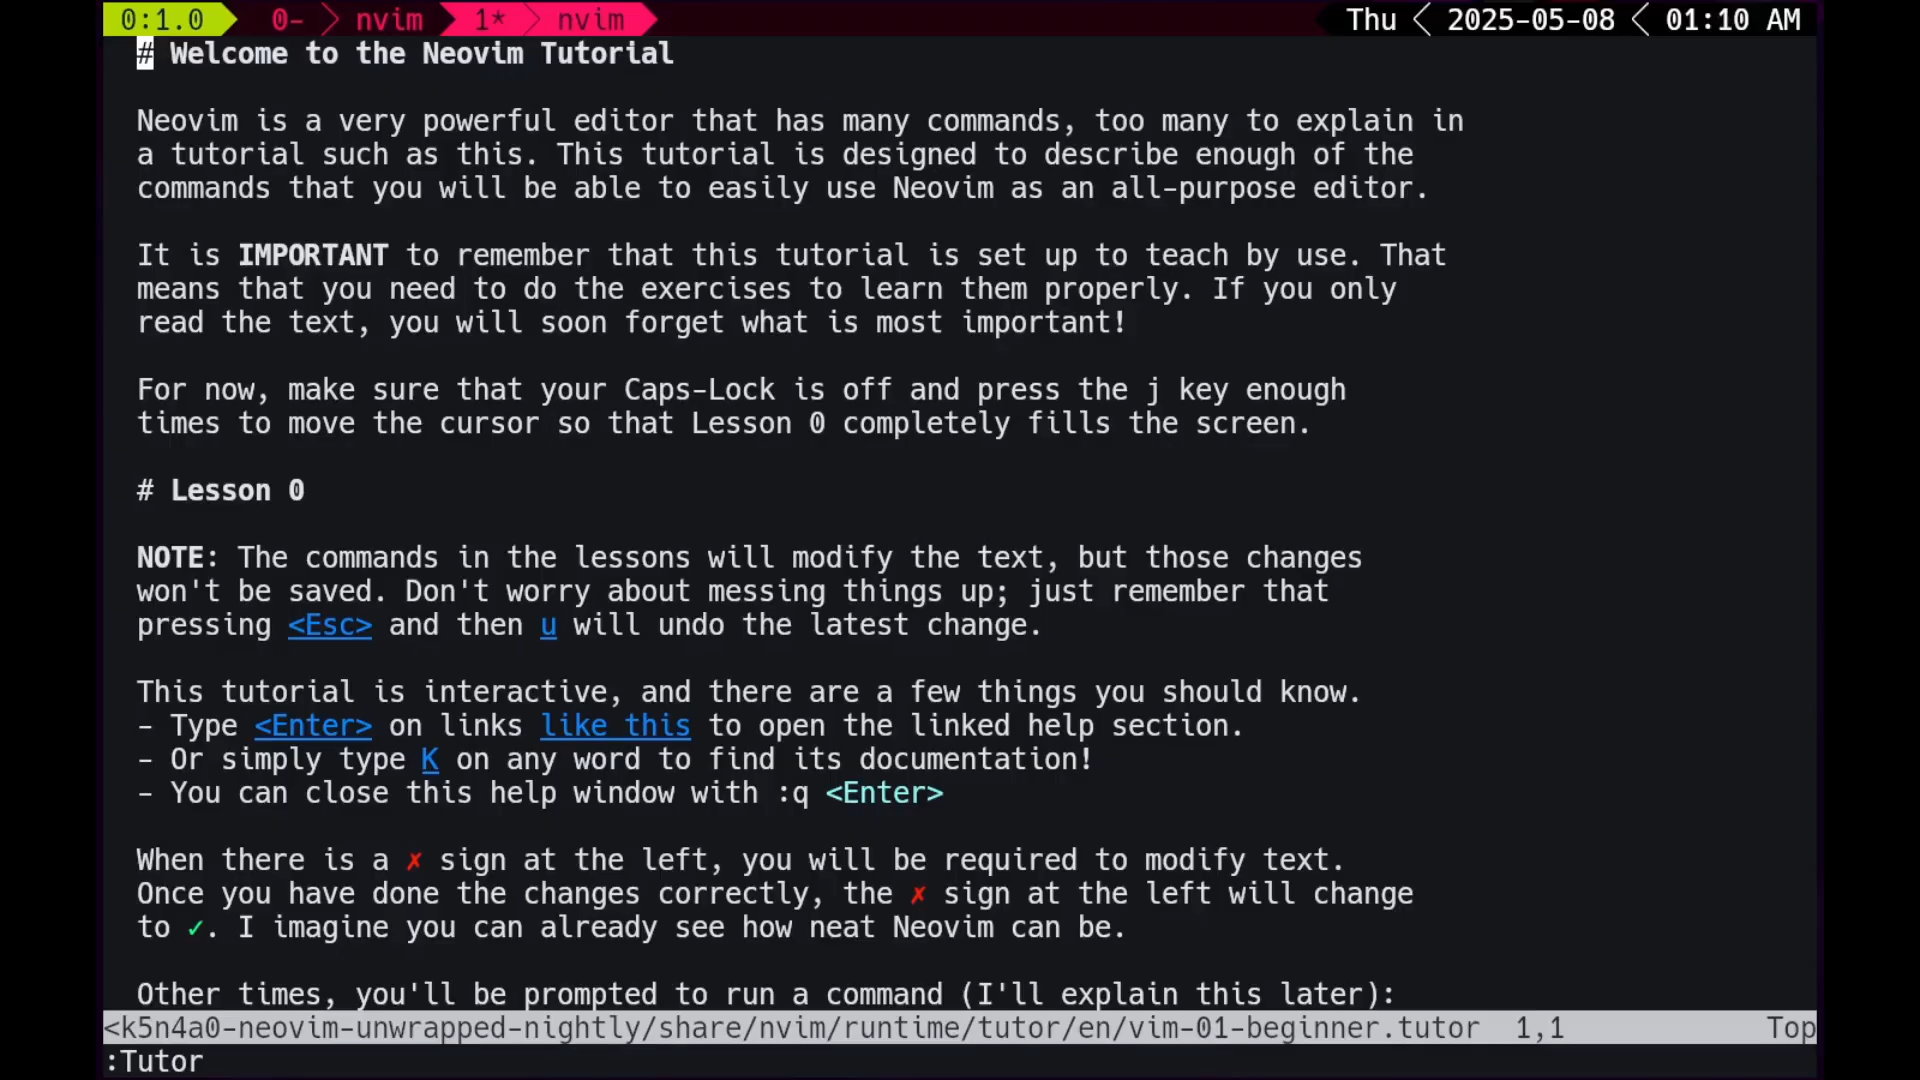 0:1.0 0- nvim 1* nvim Thu 2025-05-08 01:10 AM
# Welcome to the Neovim Tutorial
Neovim is a very powerful editor that has many commands, too many to explain in
a tutorial such as this. This tutorial is designed to describe enough of the
commands that you will be able to easily use Neovim as an all-purpose editor.
It is IMPORTANT to remember that this tutorial is set up to teach by use. That
means that you need to do the exercises to learn them properly. If you only
read the text, you will soon forget what is most important!
For now, make sure that your Caps-Lock is off and press the j key enough
times to move the cursor so that Lesson 0 completely fills the screen.
# Lesson 0
NOTE: The commands in the lessons will modify the text, but those changes
won't be saved. Don't worry about messing things up; just remember that
pressing <Esc> and then u will undo the latest change.
This tutorial is interactive, and there are a few things you should know.
- Type <Enter> on links like this to open the linked help section.
- Or simply type K on any word to find its documentation!
- You can close this help window with :q <Enter>
When there is a ✗ sign at the left, you will be required to modify text.
Once you have done the changes correctly, the ✗ sign at the left will change
to ✓. I imagine you can already see how neat Neovim can be.
Other times, you'll be prompted to run a command (I'll explain this later):
<k5n4a0-neovim-unwrapped-nightly/share/nvim/runtime/tutor/en/vim-01-beginner.tutor 1,1 Top
:Tutor